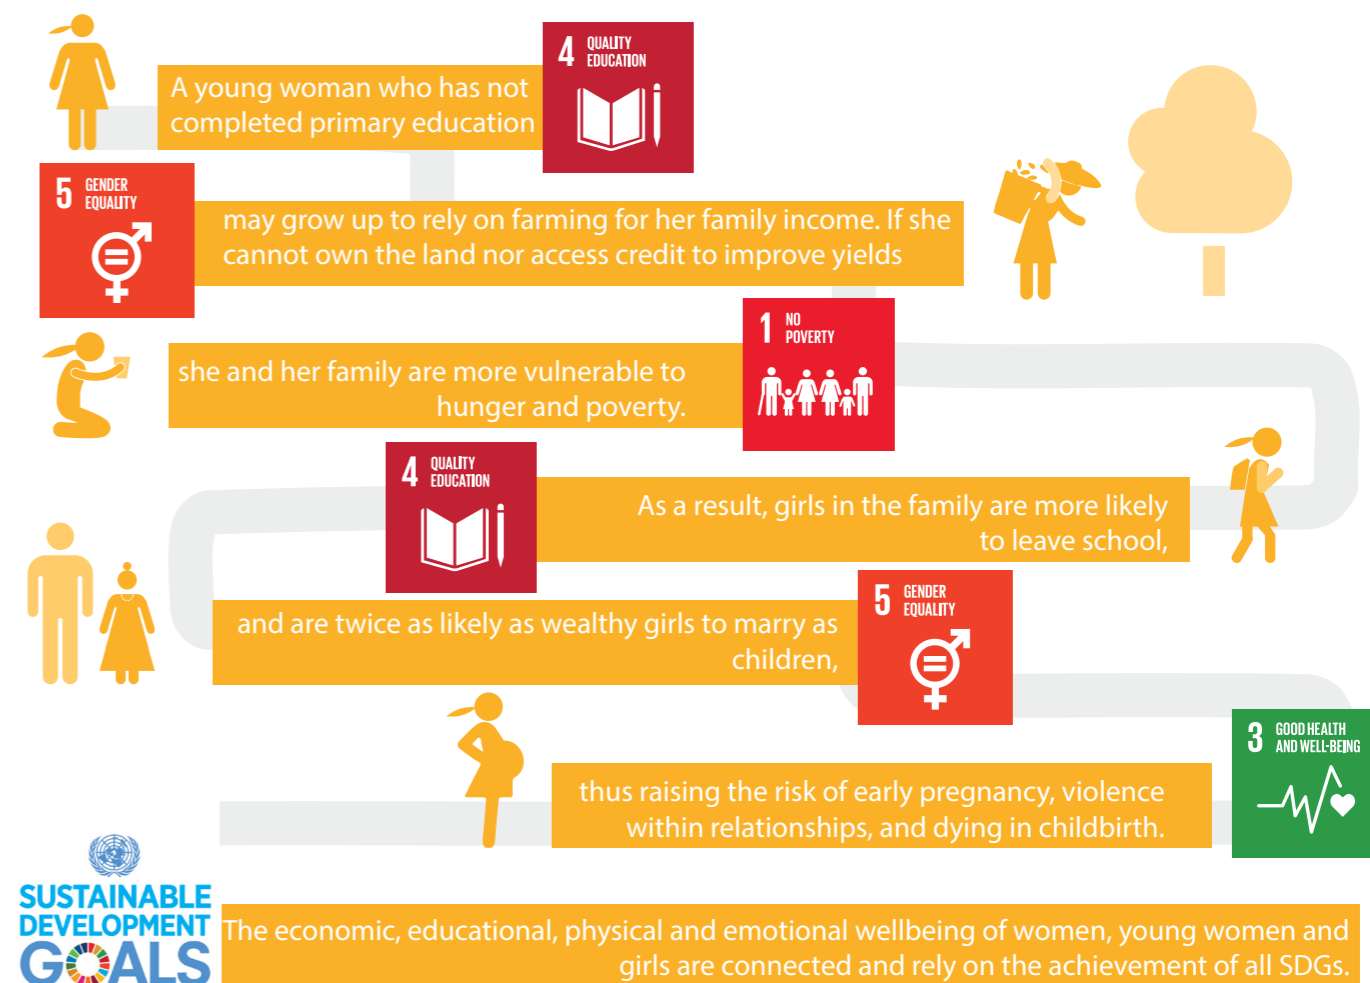 A young woman who has not
completed primary education
4 QUALITY
EDUCATION
5 GENDER
EQUALITY
may grow up to rely on farming for her family income. If she
cannot own the land nor access credit to improve yields
she and her family are more vulnerable to
hunger and poverty.
1 NO
POVERTY
4 QUALITY
EDUCATION
As a result, girls in the family are more likely
to leave school,
and are twice as likely as wealthy girls to marry as
children,
5 GENDER
EQUALITY
thus raising the risk of early pregnancy, violence
within relationships, and dying in childbirth.
3 GOOD HEALTH
AND WELL-BEING
SUSTAINABLE
DEVELOPMENT
GOALS
The economic, educational, physical and emotional wellbeing of women, young women and
girls are connected and rely on the achievement of all SDGs.